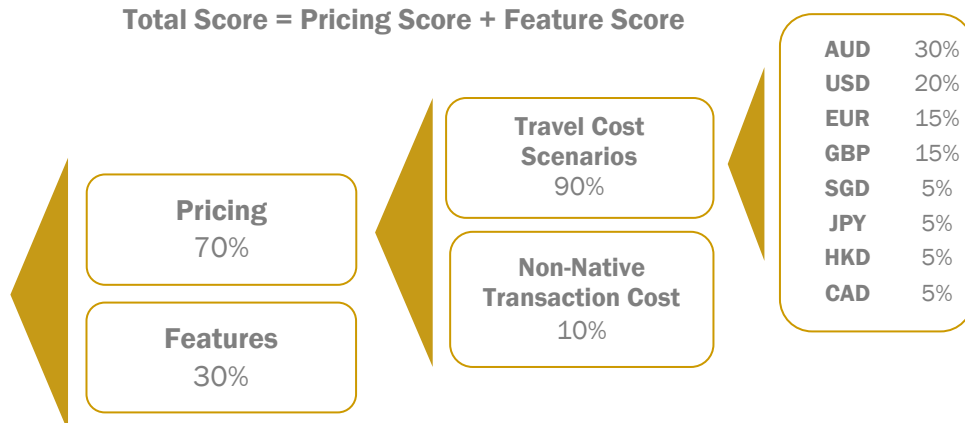 Total Score = Pricing Score + Feature Score
Pricing
70%
Features
30%
Travel Cost
Scenarios
90%
Non-Native
Transaction Cost
10%
AUD 30%
USD 20%
EUR 15%
GBP 15%
SGD 5%
JPY 5%
HKD 5%
CAD 5%